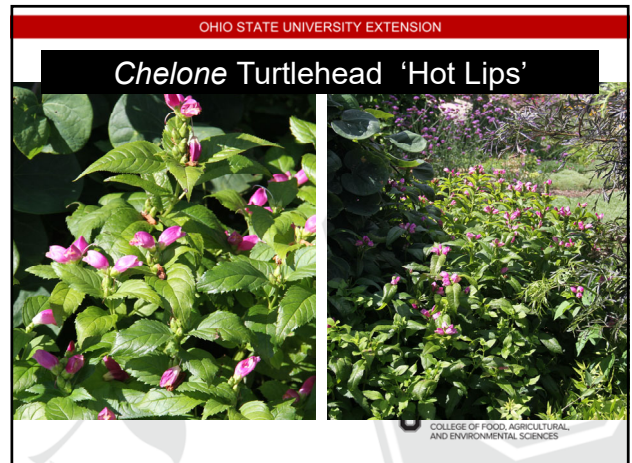 OHIO STATE UNIVERSITY EXTENSION
Chelone Turtlehead ‘Hot Lips’
COLLEGE OF FOOD, AGRICULTURAL,
AND ENVIRONMENTAL SCIENCES